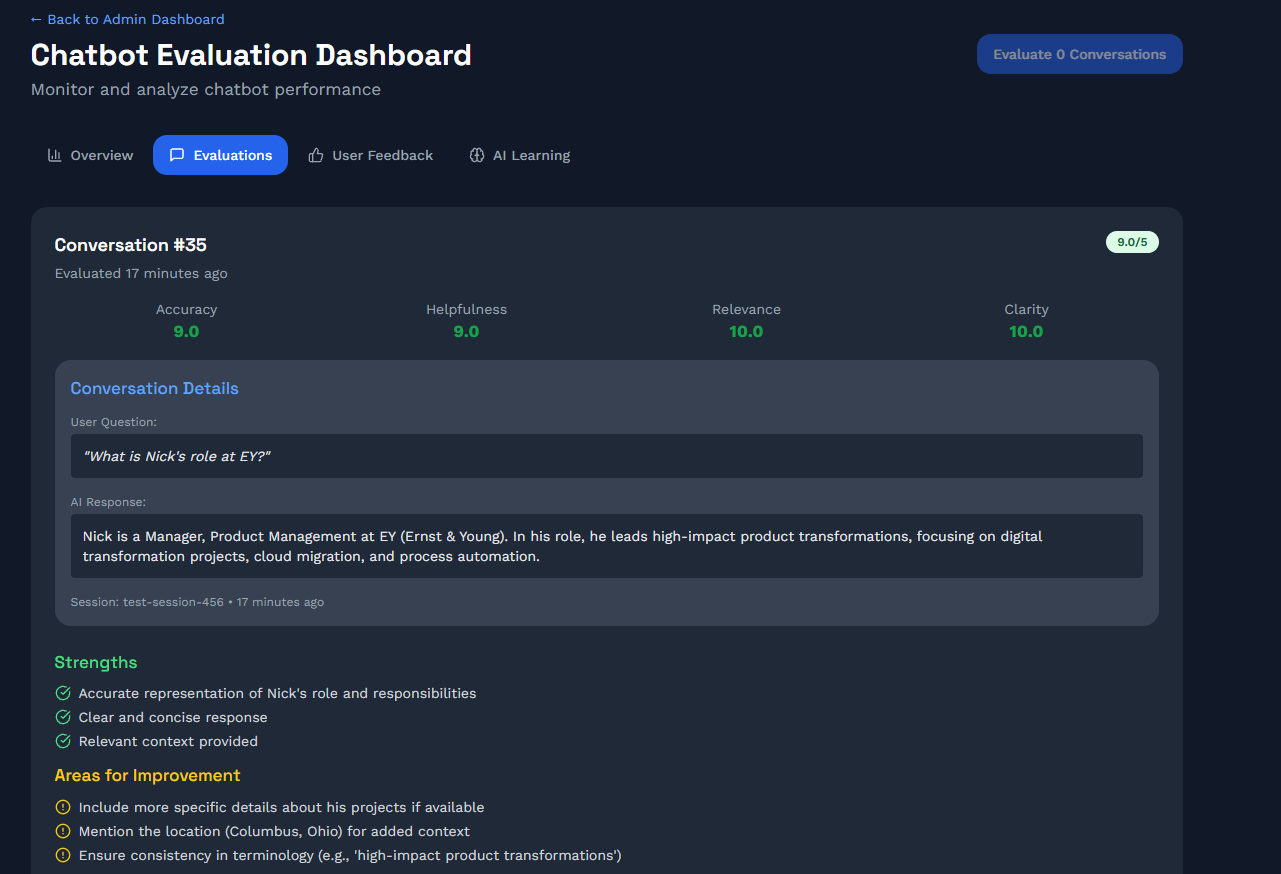 ← Back to Admin Dashboard
Chatbot Evaluation Dashboard
Evaluate 0 Conversations
Monitor and analyze chatbot performance
Overview
Evaluations
User Feedback
AI Learning
Conversation #35
9.0/5
Evaluated 17 minutes ago
Accuracy
9.0
Helpfulness
9.0
Relevance
10.0
Clarity
10.0
Conversation Details
User Question:
"What is Nick's role at EY?"
AI Response:
Nick is a Manager, Product Management at EY (Ernst & Young). In his role, he leads high-impact product transformations, focusing on digital
transformation projects, cloud migration, and process automation.
Session: test-session-456 • 17 minutes ago
Strengths
Accurate representation of Nick's role and responsibilities
Clear and concise response
Relevant context provided
Areas for Improvement
Include more specific details about his projects if available
Mention the location (Columbus, Ohio) for added context
Ensure consistency in terminology (e.g., 'high-impact product transformations')